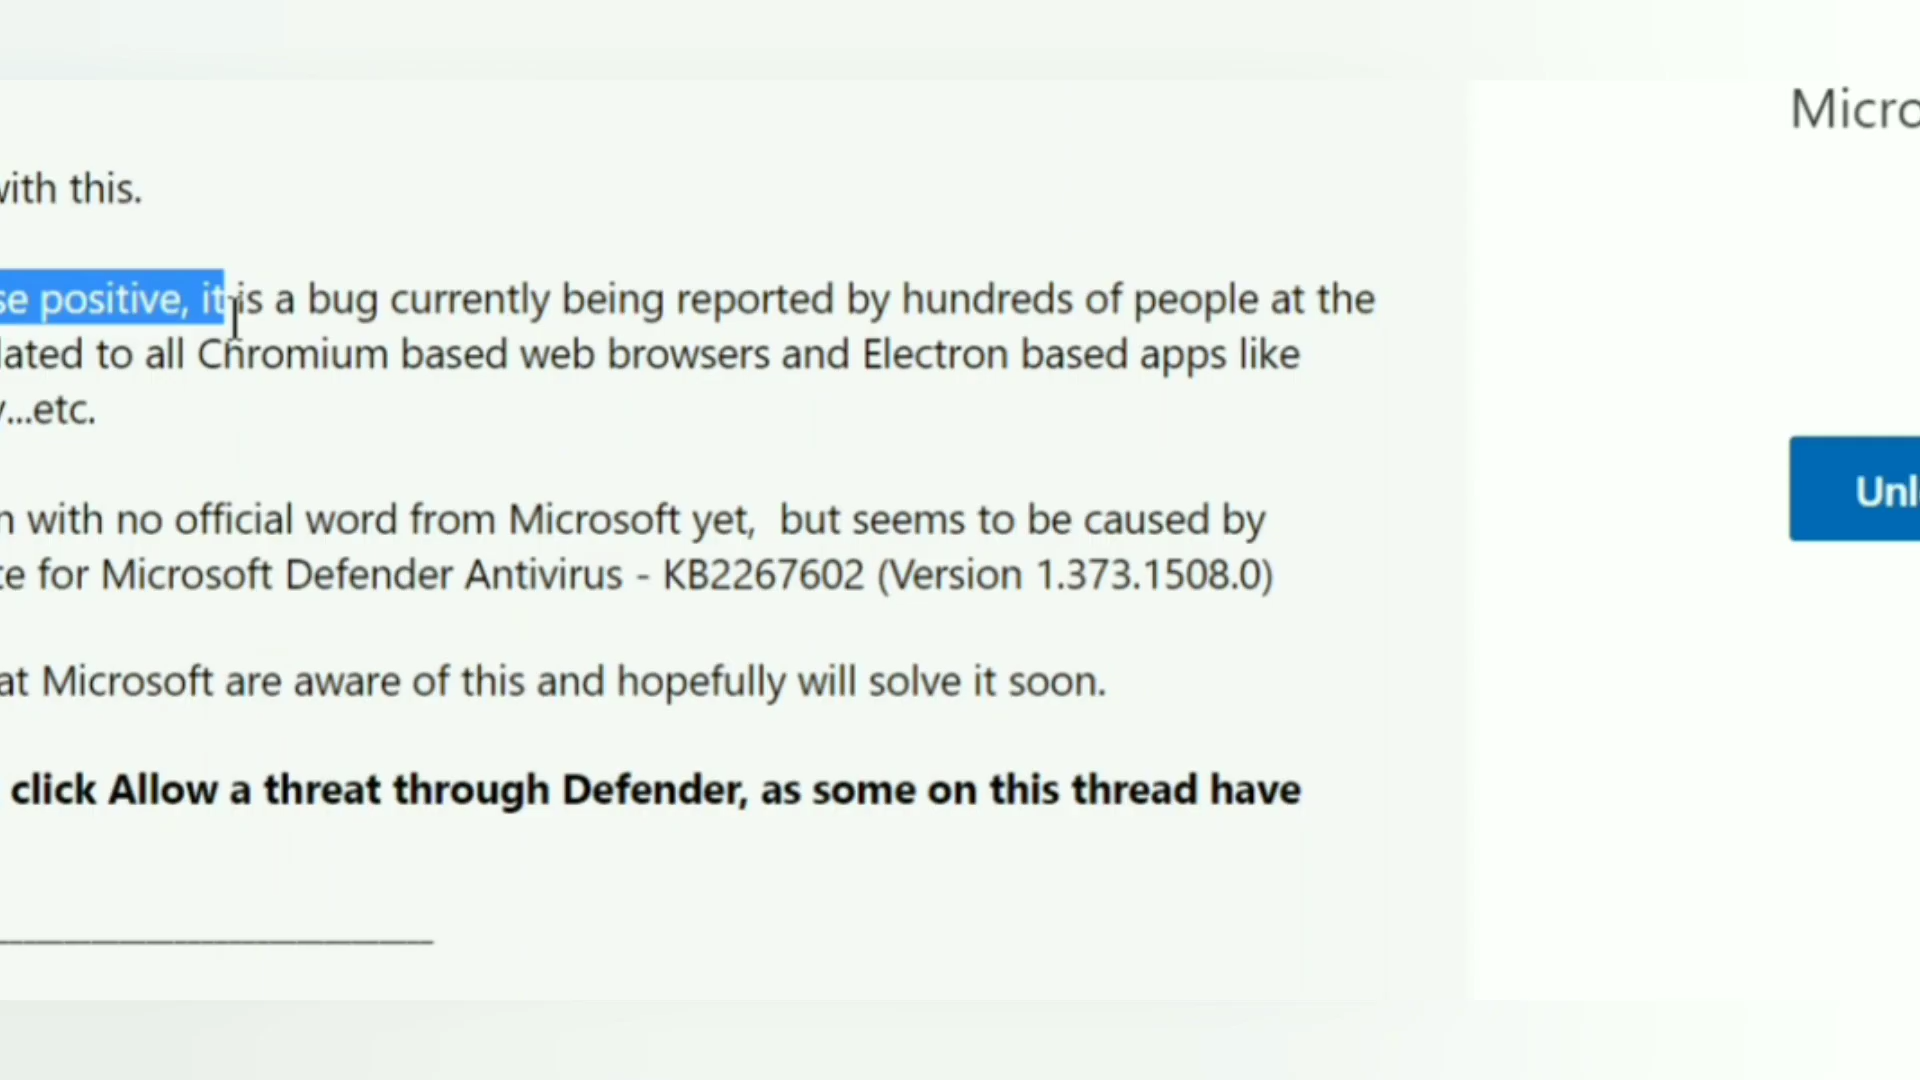 Micro
with this.
se positive, it is a bug currently being reported by hundreds of people at the
lated to all Chromium based web browsers and Electron based apps like
y...etc.
n with no official word from Microsoft yet,  but seems to be caused by
te for Microsoft Defender Antivirus - KB2267602 (Version 1.373.1508.0)
at Microsoft are aware of this and hopefully will solve it soon.
click Allow a threat through Defender, as some on this thread have
Unl